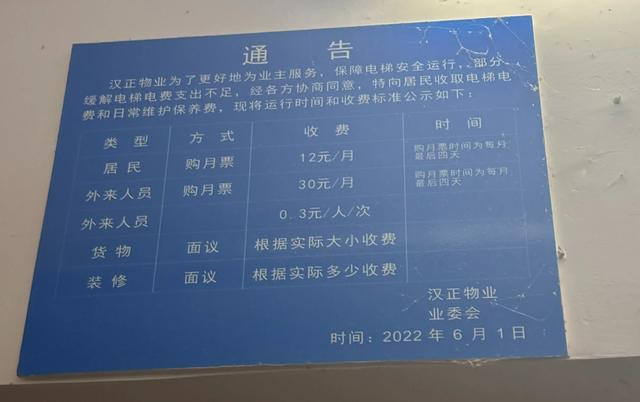 通 告
汉正物业为了更好地为业主服务，保障电梯安全运行，部分
缓解电梯电费支出不足，经各方协商同意，特向居民收取电梯电
费和日常维护保养费，现将运行时间和收费标准公示如下：
类 型 方 式 收 费 时 间
居 民 购月票 12元/月 购月票时间为每月
最后四天
外来人员 购月票 30元/月 购月票时间为每月
最后四天
外来人员 0.3元/人/次
货 物 面议 根据实际大小收费
装 修 面议 根据实际多少收费
汉正物业
业委会
时间：2022 年 6 月 1 日